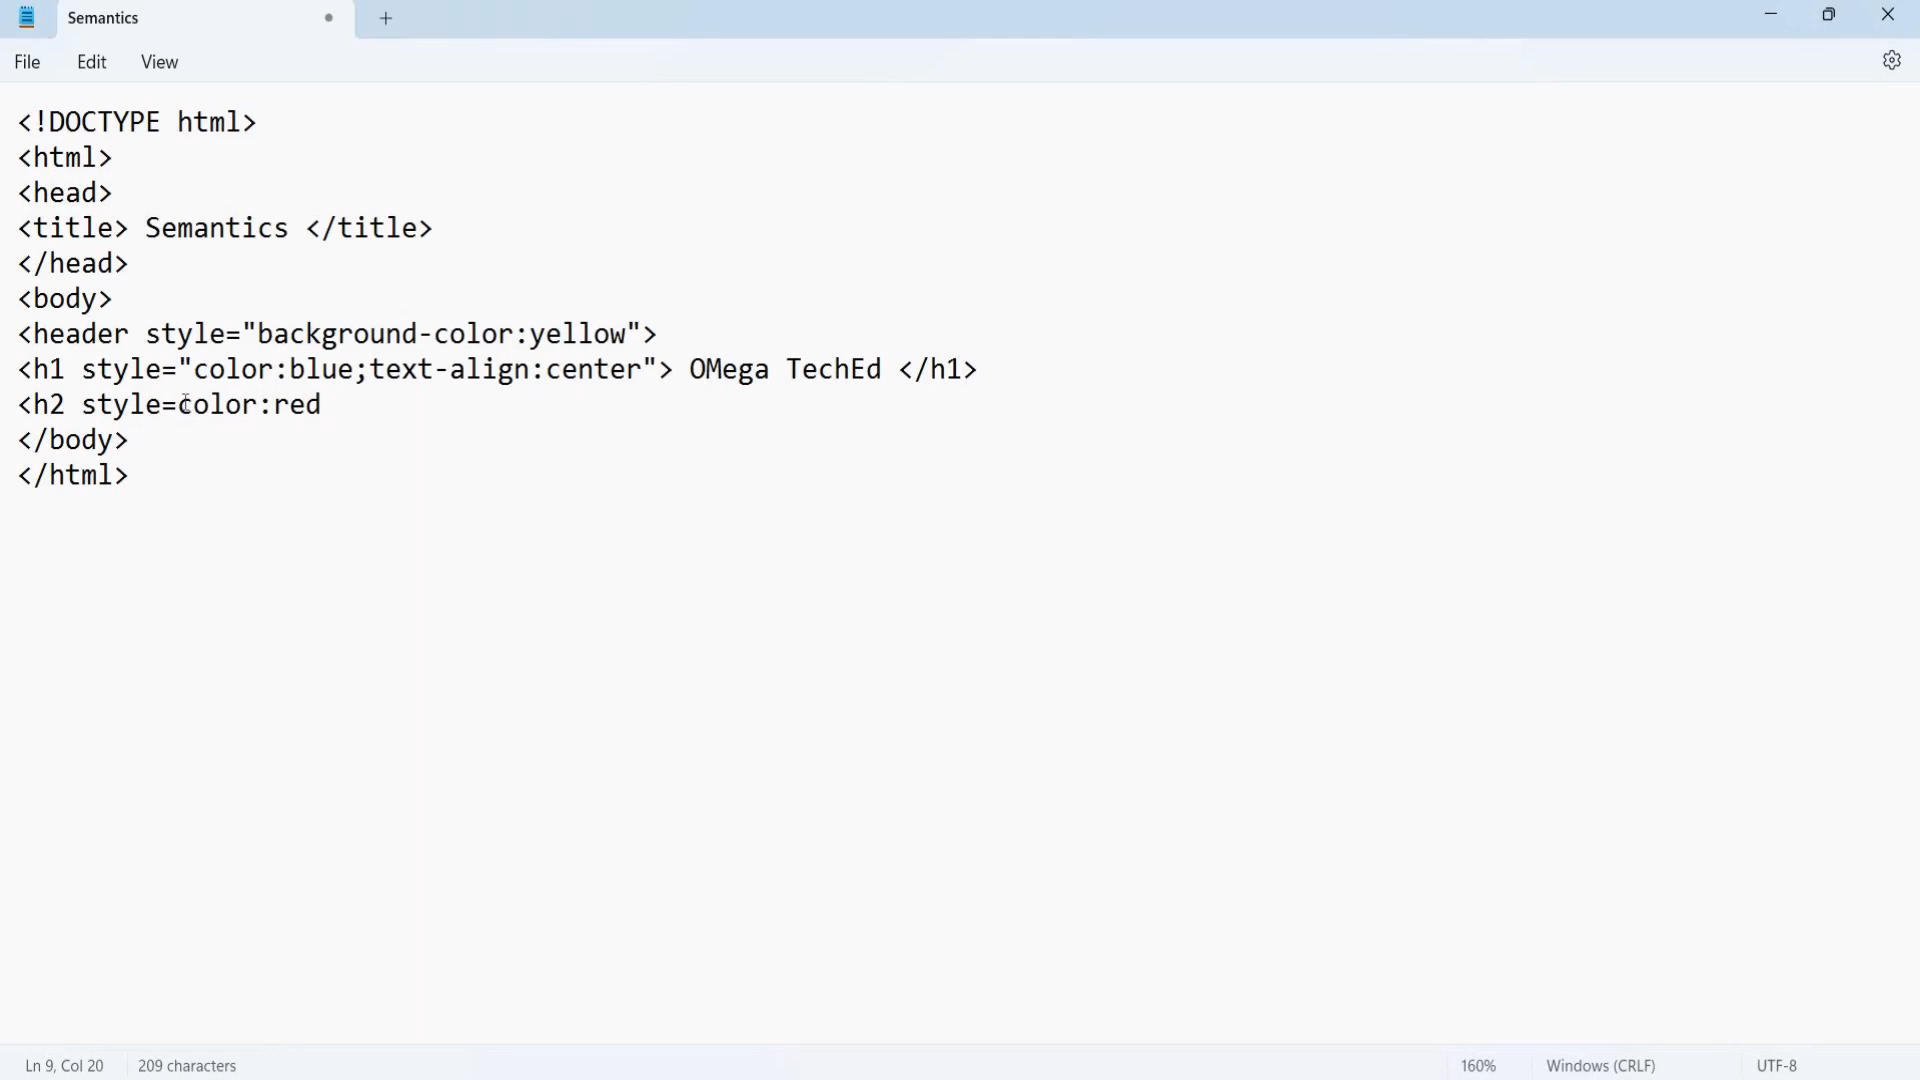 Semantics
File Edit View
<!DOCTYPE html>
<html>
<head>
<title> Semantics </title>
</head>
<body>
<header style="background-color:yellow">
<h1 style="color:blue;text-align:center"> OMega TechEd </h1>
<h2 style=color:red
</body>
</html>
Ln 9, Col 20 209 characters 160% Windows (CRLF) UTF-8